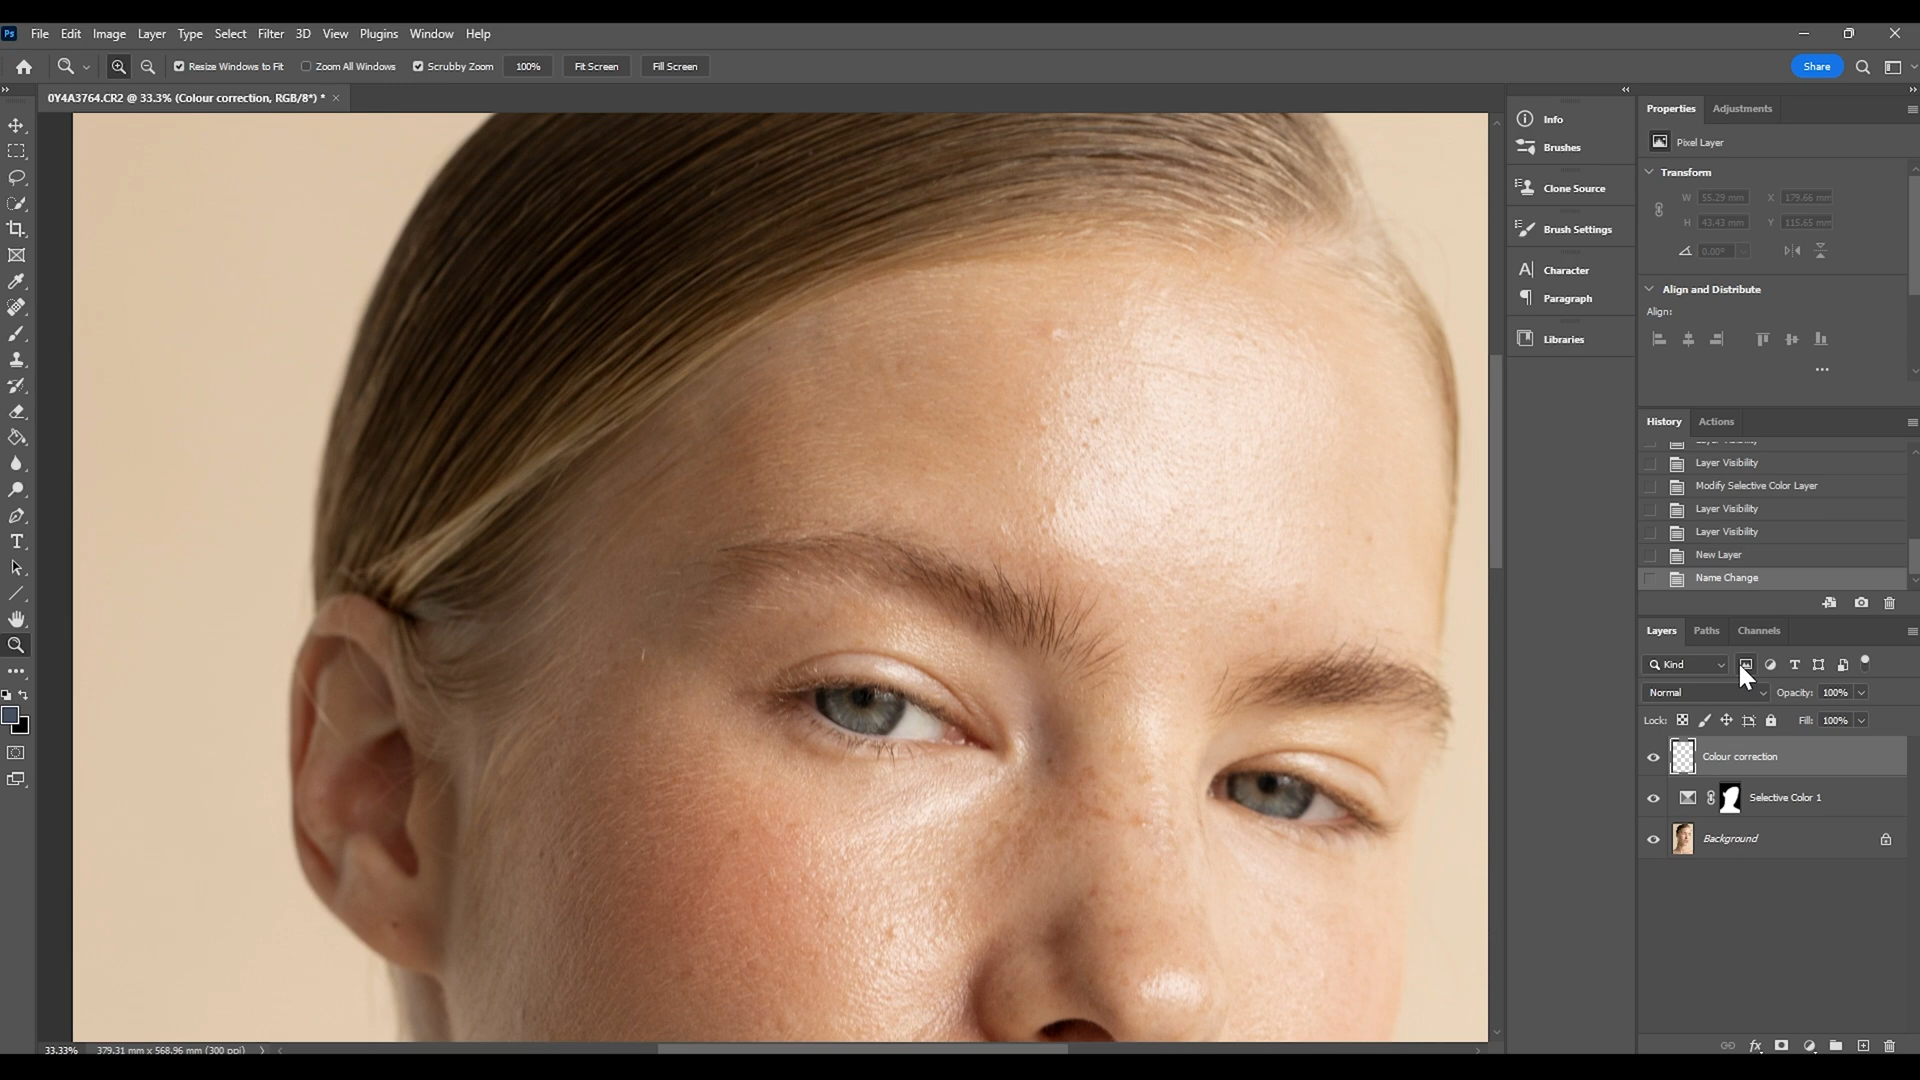 Ps File Edit Image Layer Type Select Filter 3D View Plugins Window Help
Resize Windows to Fit Zoom All Windows Scrubby Zoom 100% Fit Screen Fill Screen Share
0Y4A3764.CR2 @ 33.3% (Colour correction, RGB/8*) *
Info
Brushes
Clone Source
Brush Settings
Character
Paragraph
Libraries
Properties Adjustments
Pixel Layer
Transform
W 55.29 mm X 179.66 mm
H 43.43 mm Y 115.65 mm
0.00°
Align and Distribute
Align:
History Actions
Layer Visibility
Layer Visibility
Modify Selective Color Layer
Layer Visibility
Layer Visibility
New Layer
Name Change
Layers Paths Channels
Kind
Normal Opacity: 100%
Lock: Fill: 100%
Colour correction
Selective Color 1
Background
33.33% 379.31 mm x 568.96 mm (300 ppi)